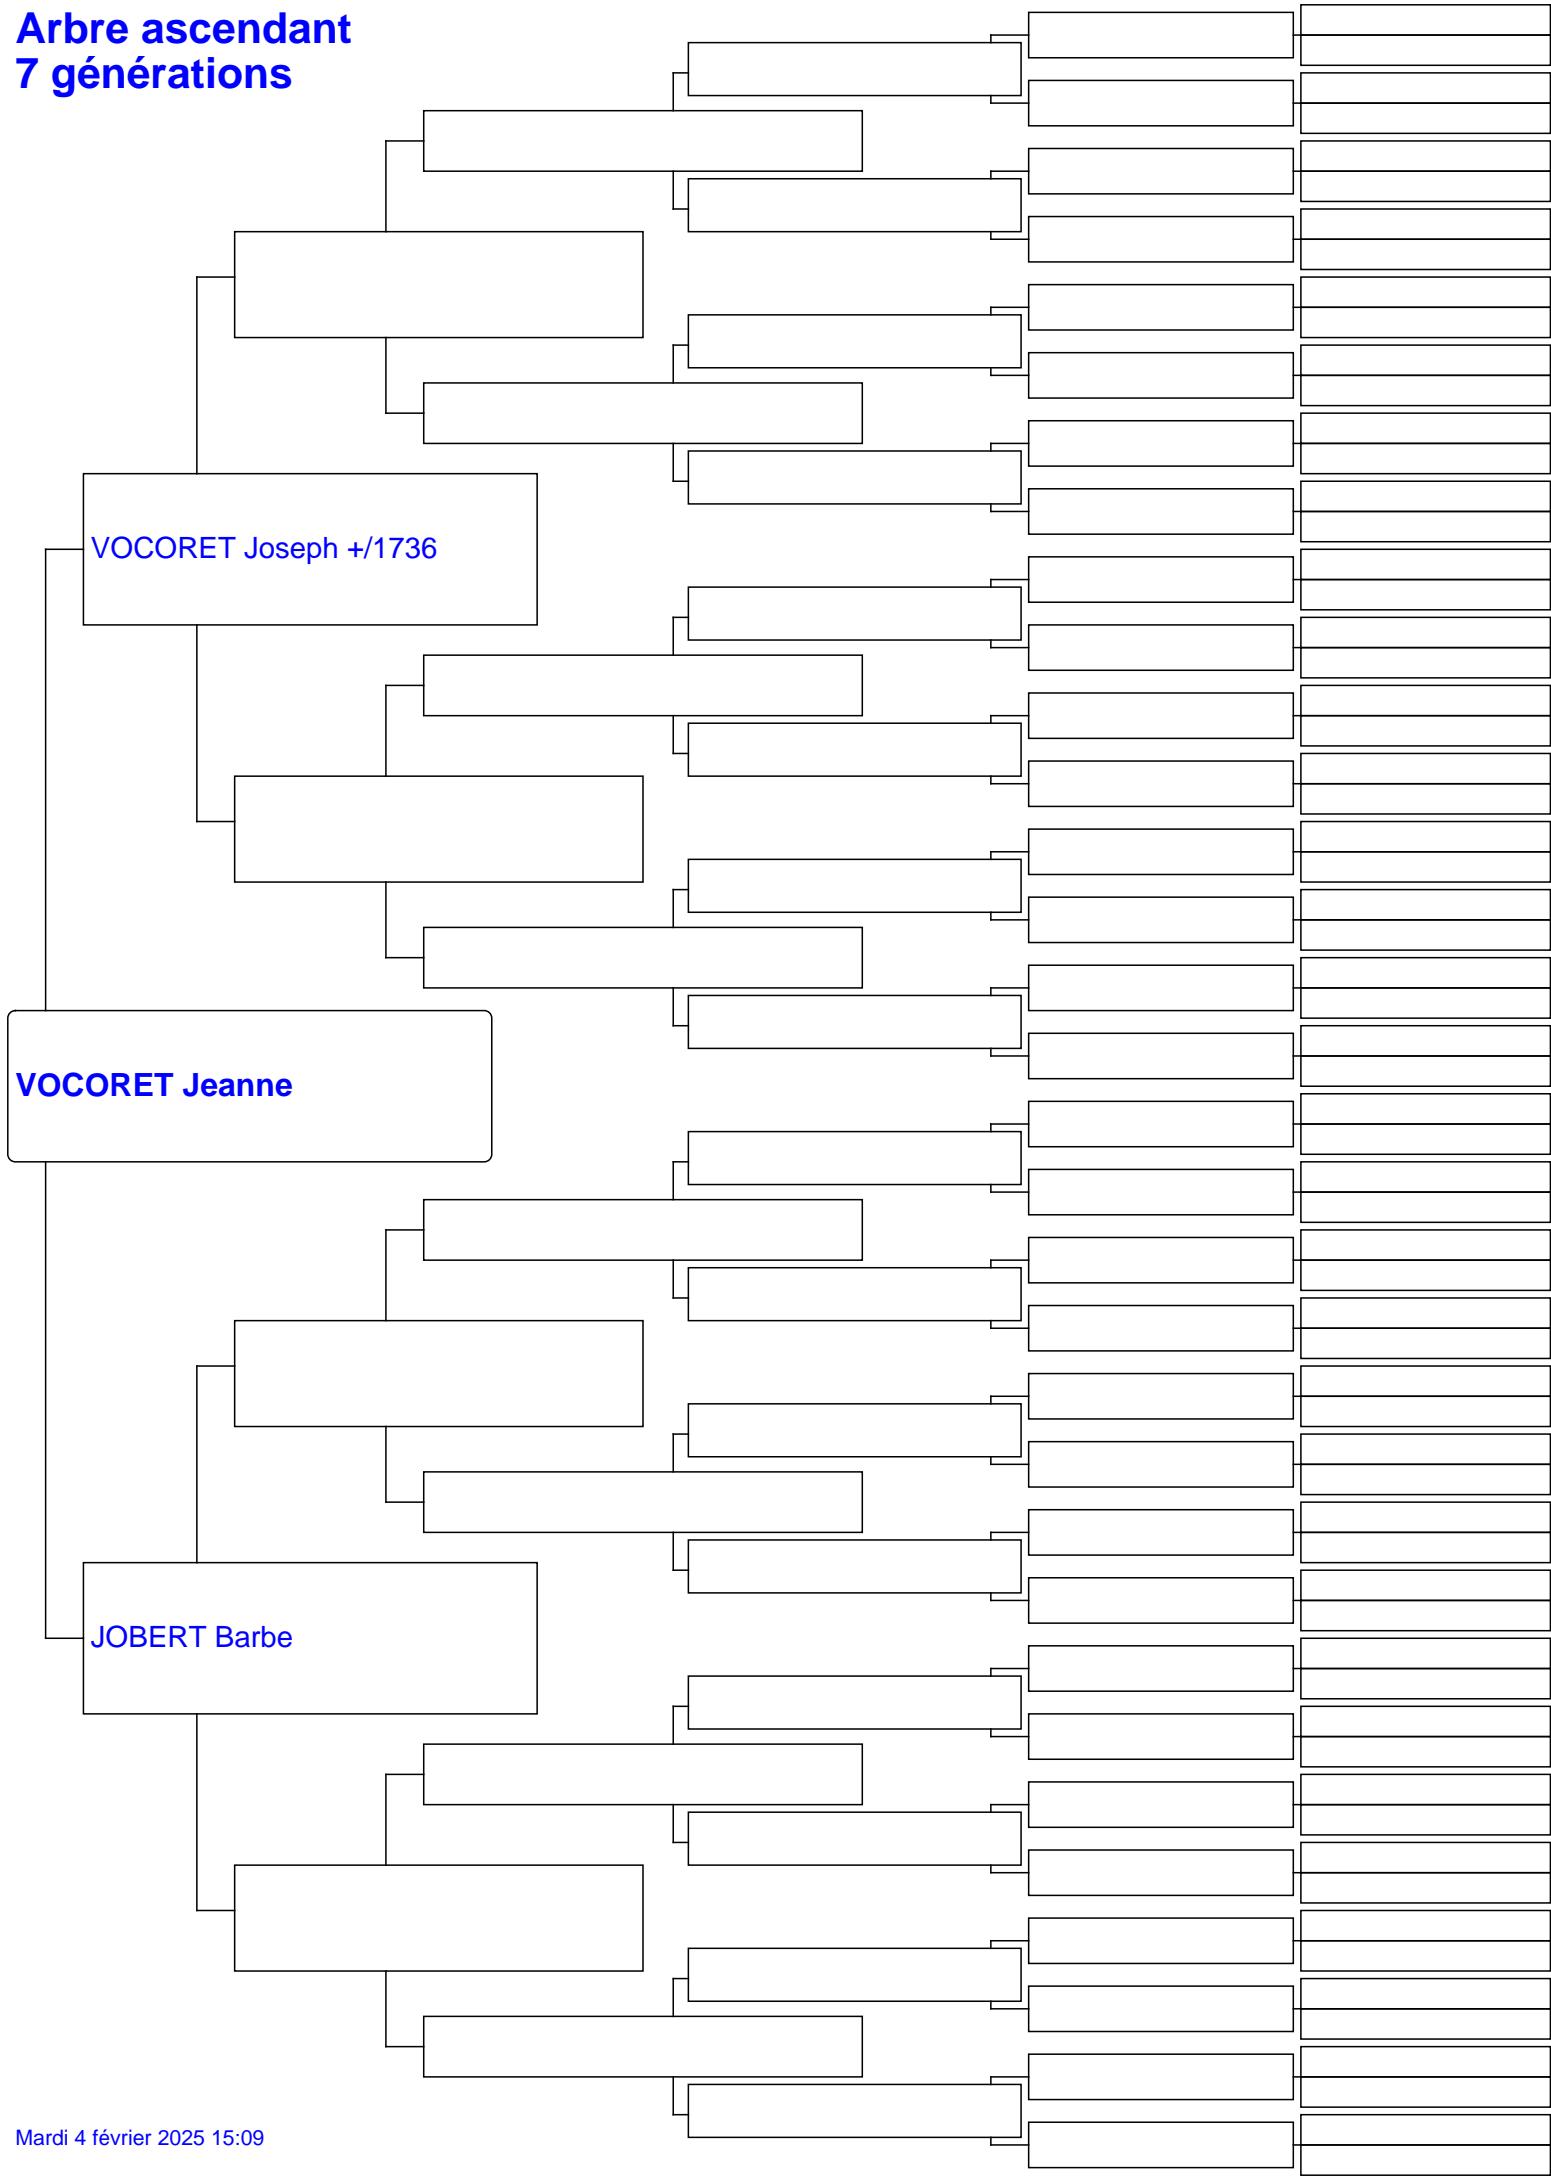 Arbre ascendant
7 générations
VOCORET Joseph +/1736
VOCORET Jeanne
JOBERT Barbe
Mardi 4 février 2025 15:09